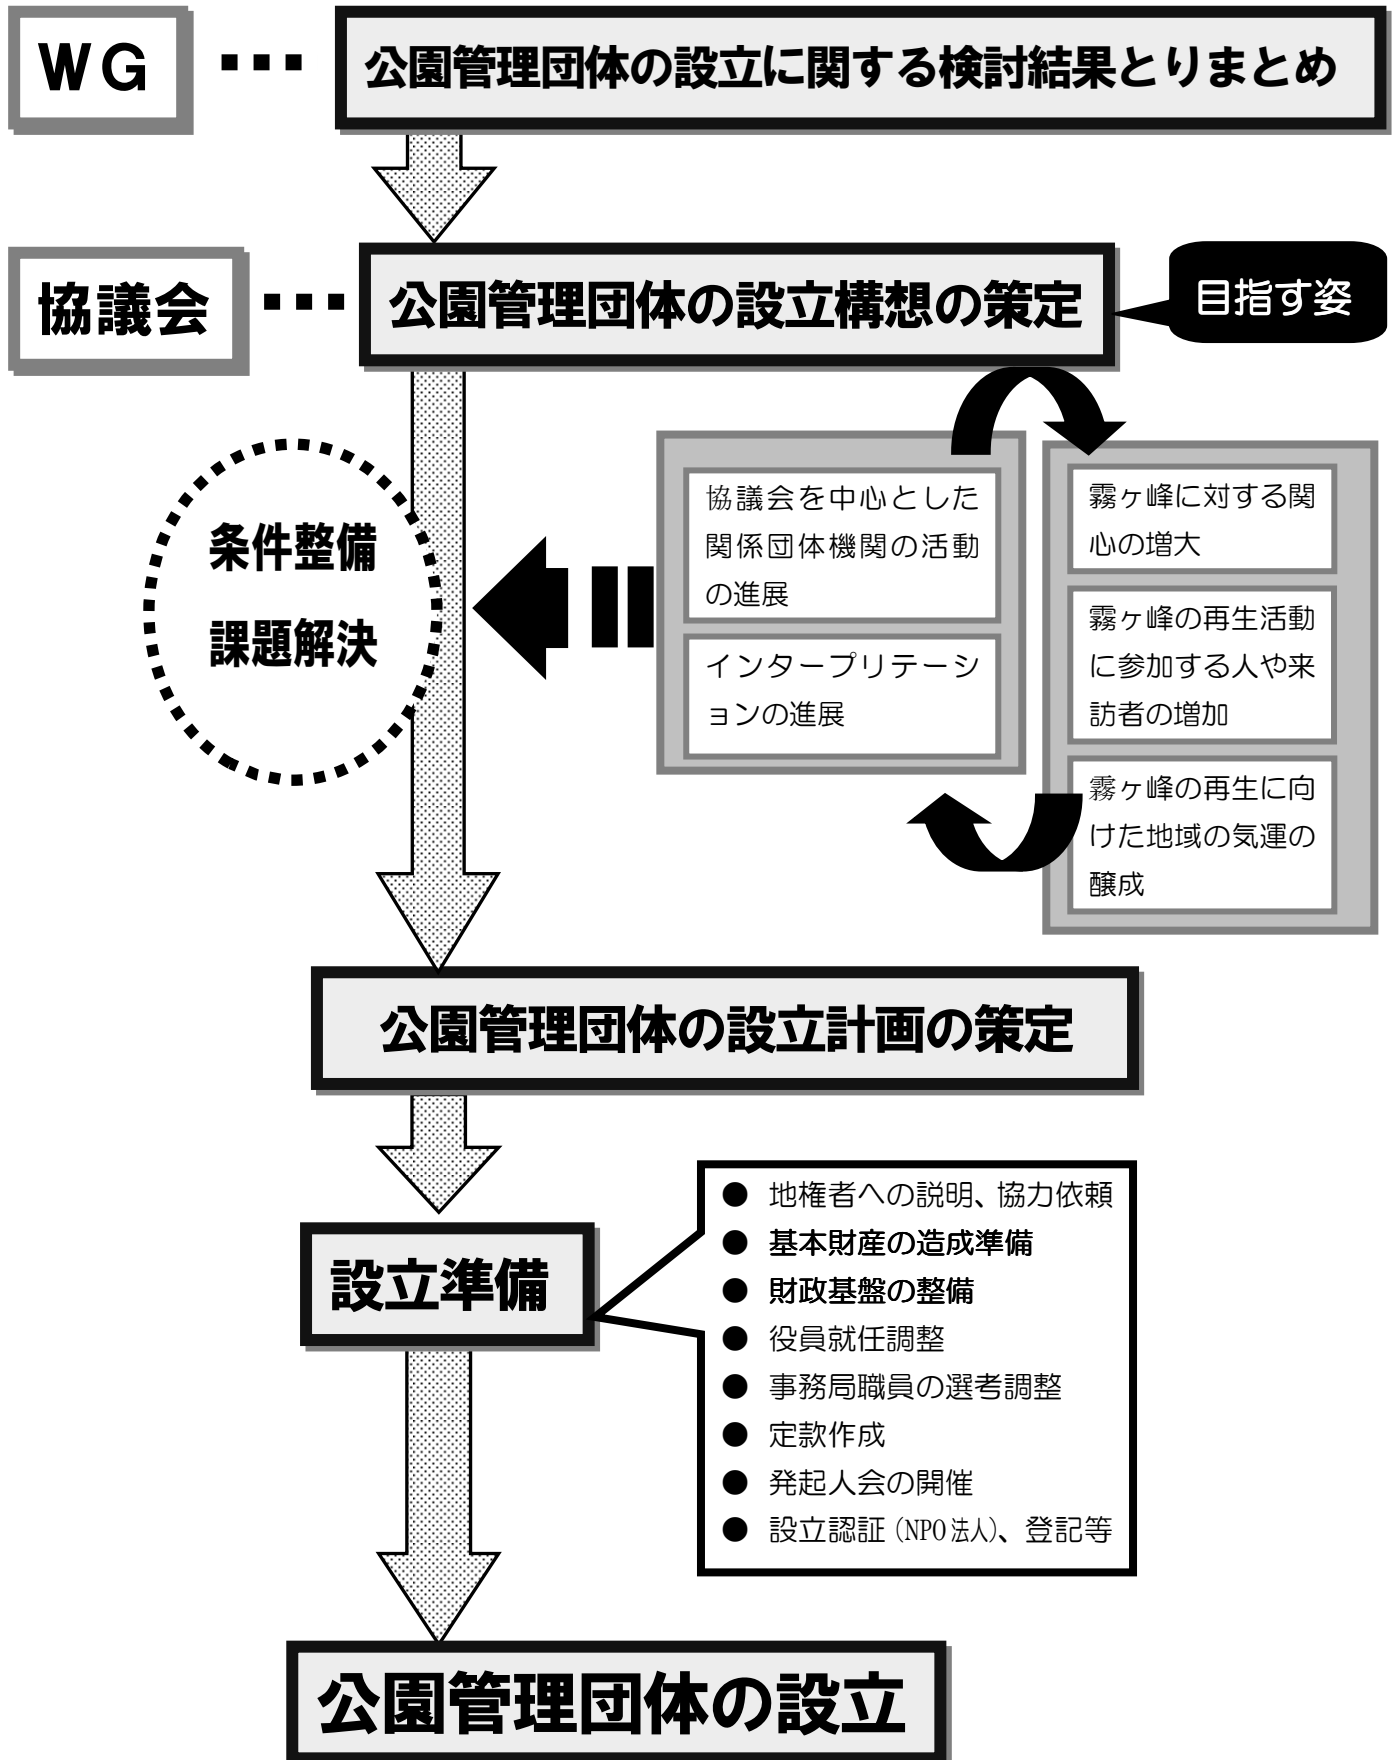 WG ・・・ 公園管理団体の設立に関する検討結果とりまとめ
協議会 ・・・ 公園管理団体の設立構想の策定
目指す姿
条件整備
課題解決
協議会を中心とした
関係団体機関の活動
の進展
インタープリテーシ
ョンの進展
霧ヶ峰に対する関
心の増大
霧ヶ峰の再生活動
に参加する人や来
訪者の増加
霧ヶ峰の再生に向
けた地域の気運の
醸成
公園管理団体の設立計画の策定
設立準備
● 地権者への説明、協力依頼
● 基本財産の造成準備
● 財政基盤の整備
● 役員就任調整
● 事務局職員の選考調整
● 定款作成
● 発起人会の開催
● 設立認証(NPO法人)、登記等
公園管理団体の設立